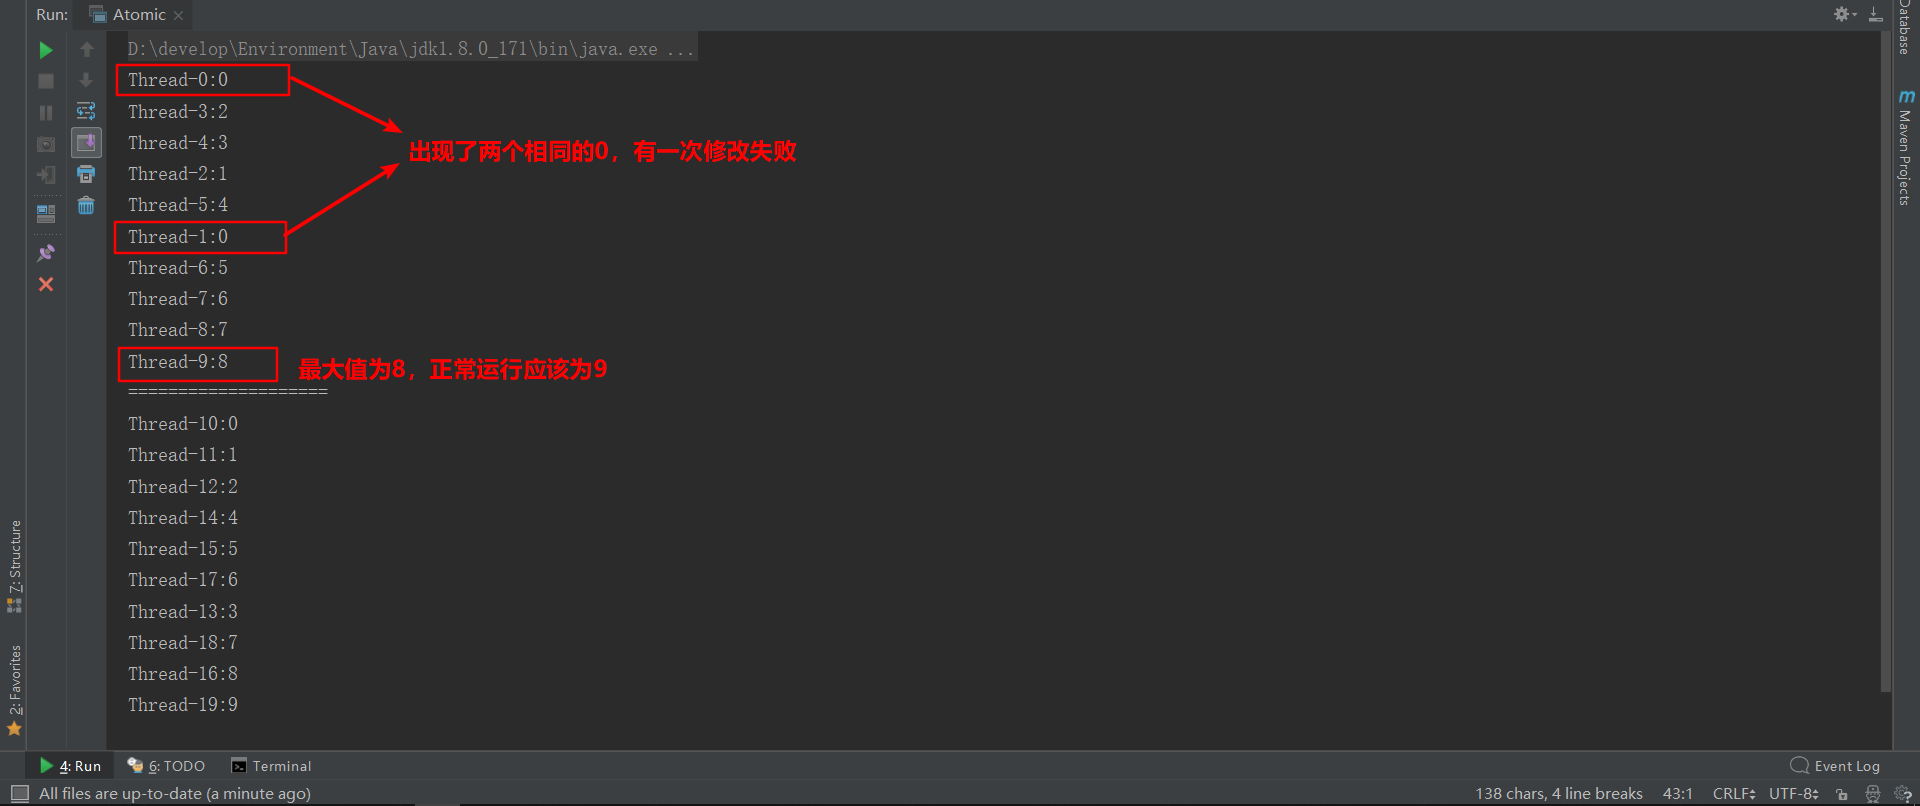 Run: Atomic
Database
D:\develop\Environment\Java\jdk1.8.0_171\bin\java.exe ...
Thread-0:0
Thread-3:2
m Maven Projects
Thread-4:3
出现了两个相同的0，有一次修改失败
Thread-2:1
Thread-5:4
Thread-1:0
Thread-6:5
Thread-7:6
Thread-8:7
Thread-9:8
最大值为8，正常运行应该为9
====================
Thread-10:0
Thread-11:1
Thread-12:2
Thread-14:4
Thread-15:5
7: Structure
Thread-17:6
Thread-13:3
Thread-18:7
Thread-16:8
2: Favorites
Thread-19:9
4: Run 6: TODO Terminal Event Log
All files are up-to-date (a minute ago) 138 chars, 4 line breaks 43:1 CRLF UTF-8